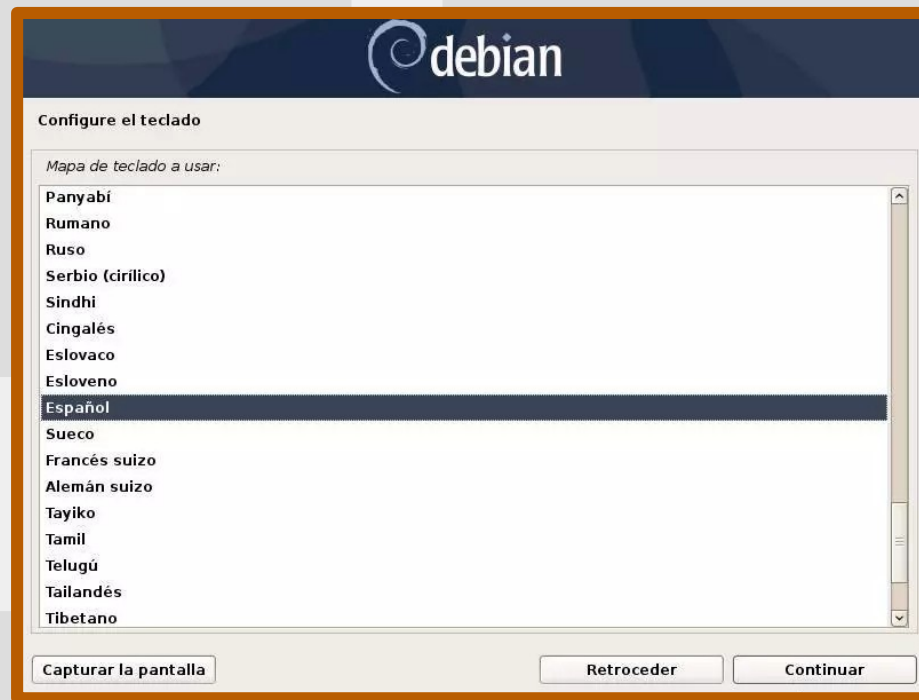 debian
Configure el teclado
Mapa de teclado a usar:
Panyabí
Rumano
Ruso
Serbio (cirílico)
Sindhi
Cingalés
Eslovaco
Esloveno
Español
Sueco
Francés suizo
Alemán suizo
Tayiko
Tamil
Telugú
Tailandés
Tibetano
Capturar la pantalla
Retroceder
Continuar